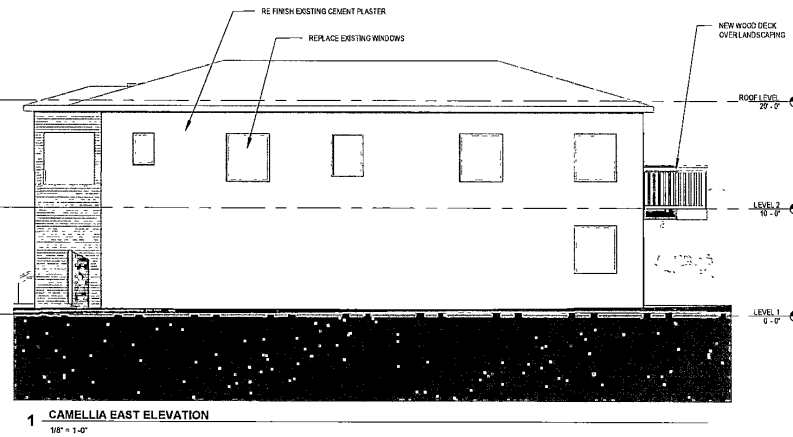 RE FINISH EXISTING CEMENT PLASTER
REPLACE EXISTING WINDOWS
NEW WOOD DECK
OVER LANDSCAPING
ROOF LEVEL
20' - 0"
LEVEL 2
10' - 0"
LEVEL 1
0' - 0"
1 CAMELLIA EAST ELEVATION
1/8" = 1'-0"